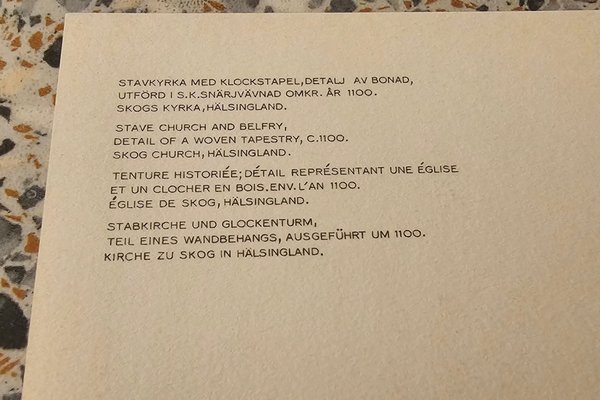 STAVKYRKA MED KLOCKSTAPEL, DETALJ AV BONAD,
UTFÖRD I S.K. SNÄRJVÄVNAD OMKR. ÅR 1100.
SKOGS KYRKA, HÄLSINGLAND.
STAVE CHURCH AND BELFRY,
DETAIL OF A WOVEN TAPESTRY, C.1100.
SKOG CHURCH, HÄLSINGLAND.
TENTURE HISTORIÉE; DÉTAIL REPRÉSENTANT UNE ÉGLISE
ET UN CLOCHER EN BOIS. ENV. L'AN 1100.
ÉGLISE DE SKOG, HÄLSINGLAND.
STABKIRCHE UND GLOCKENTURM,
TEIL EINES WANDBEHANGS, AUSGEFÜHRT UM 1100.
KIRCHE ZU SKOG IN HÄLSINGLAND.